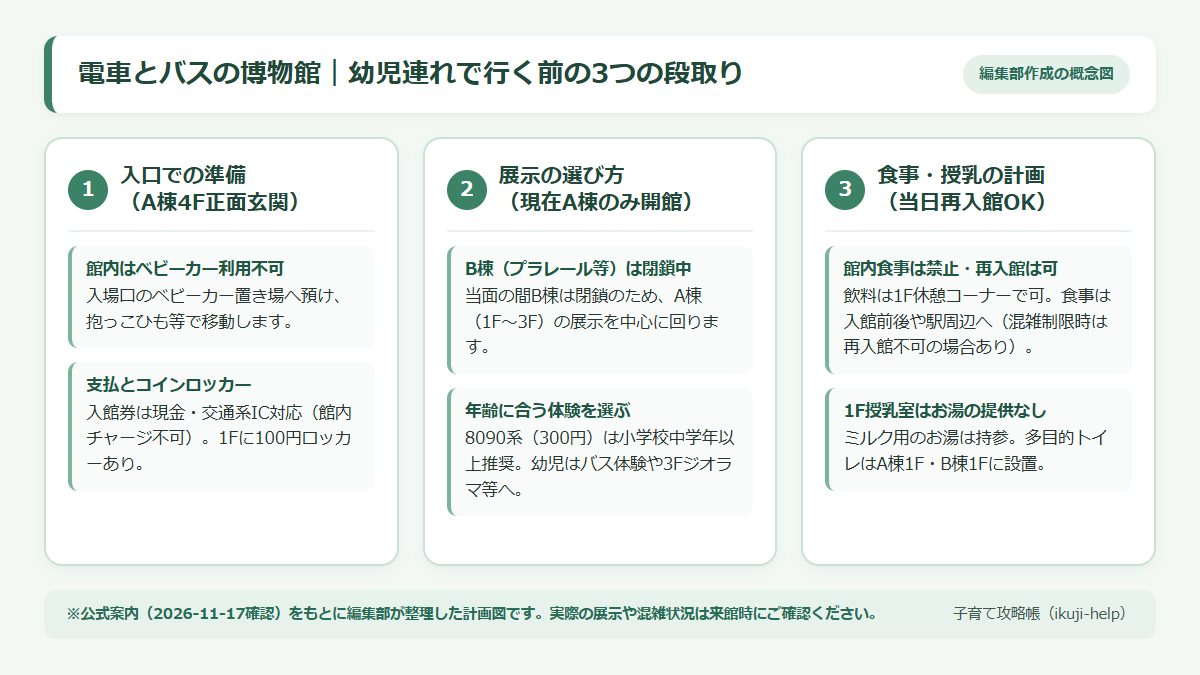 電車とバスの博物館｜幼児連れで行く前の3つの段取り
編集部作成の概念図
1
入口での準備
（A棟4F正面玄関）
館内はベビーカー利用不可
入場口のベビーカー置き場へ預け、
抱っこひも等で移動します。
支払とコインロッカー
入館券は現金・交通系IC対応（館内
チャージ不可）。1Fに100円ロッカ
ーあり。
2
展示の選び方
（現在A棟のみ開館）
B棟（プラレール等）は閉鎖中
当面の間B棟は閉鎖のため、A棟
（1F〜3F）の展示を中心に回りま
す。
年齢に合う体験を選ぶ
8090系（300円）は小学校中学年以
上推奨。幼児はバス体験や3Fジオラ
マ等へ。
3
食事・授乳の計画
（当日再入館OK）
館内食事は禁止・再入館は可
飲料は1F休憩コーナーで可。食事は
入館前後や駅周辺へ（混雑制限時は
再入館不可の場合あり）。
1F授乳室はお湯の提供なし
ミルク用のお湯は持参。多目的トイ
レはA棟1F・B棟1Fに設置。
※公式案内（2026-11-17確認）をもとに編集部が整理した計画図です。実際の展示や混雑状況は来館時にご確認ください。
子育て攻略帳（ikuji-help）